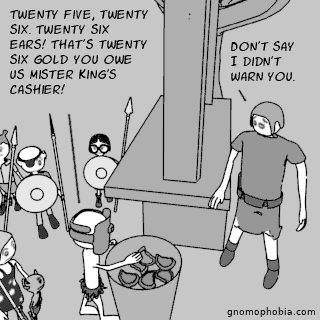 TWENTY FIVE, TWENTY
SIX. TWENTY SIX
EARS! THAT'S TWENTY
SIX GOLD YOU OWE
US MISTER KING'S
CASHIER!
DON'T SAY
I DIDN'T
WARN YOU.
gnomophobia.com